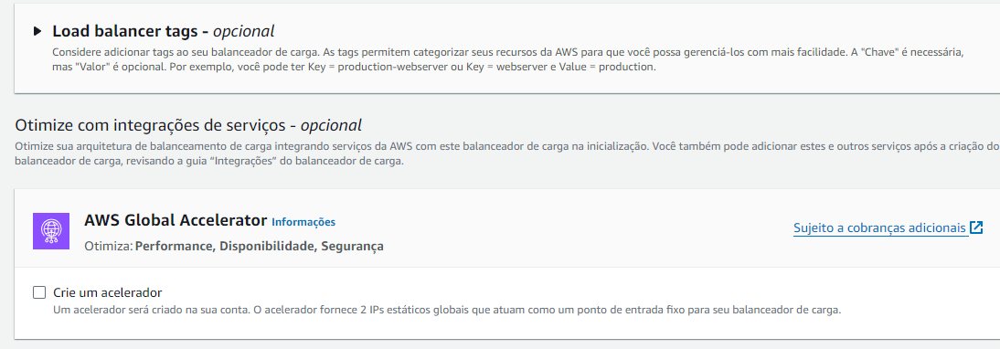 Load balancer tags - opcional
Considere adicionar tags ao seu balanceador de carga. As tags permitem categorizar seus recursos da AWS para que você possa gerenciá-los com mais facilidade. A "Chave" é necessária,
mas "Valor" é opcional. Por exemplo, você pode ter Key = production-webserver ou Key = webserver e Value = production.
Otimize com integrações de serviços - opcional
Otimize sua arquitetura de balanceamento de carga integrando serviços da AWS com este balanceador de carga na inicialização. Você também pode adicionar estes e outros serviços após a criação do
balanceador de carga, revisando a guia “Integrações” do balanceador de carga.
AWS Global Accelerator Informações
Sujeito a cobranças adicionais
Otimiza: Performance, Disponibilidade, Segurança
Crie um acelerador
Um acelerador será criado na sua conta. O acelerador fornece 2 IPs estáticos globais que atuam como um ponto de entrada fixo para seu balanceador de carga.